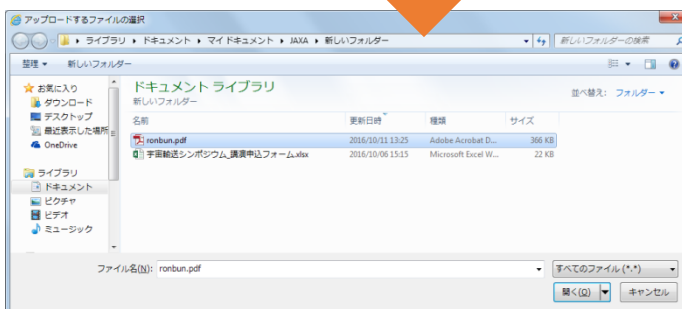 アップロードするファイルの選択
ライブラリ ▸ ドキュメント ▸ マイ ドキュメント ▸ JAXA ▸ 新しいフォルダー
新しいフォルダーの検索
整理 新しいフォルダー
お気に入り
ダウンロード
デスクトップ
最近表示した場所
OneDrive
ライブラリ
ドキュメント
ピクチャ
ビデオ
ミュージック
ドキュメント ライブラリ
新しいフォルダー
並べ替え: フォルダー
名前 更新日時 種類 サイズ
ronbun.pdf 2016/10/11 13:25 Adobe Acrobat D... 366 KB
宇宙輸送シンポジウム_講演申込フォーム.xlsx 2016/10/06 15:15 Microsoft Excel W... 22 KB
ファイル名(N): ronbun.pdf
すべてのファイル (*.*)
開く(O) キャンセル